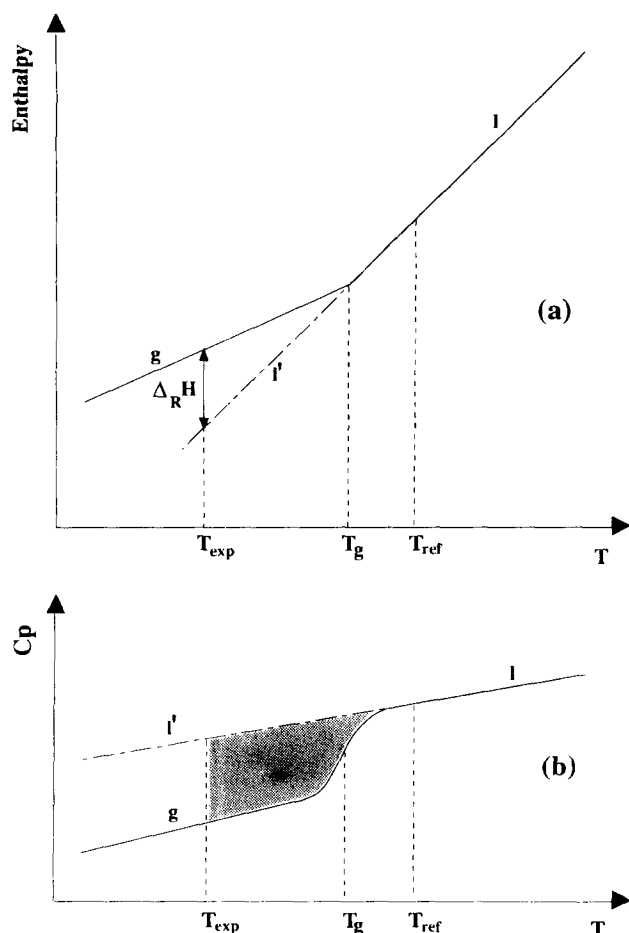 Enthalpy
l
(a)
g
l'
Δ_R H
T_exp T_g T_ref
T
Cp
l
l'
(b)
g
T_exp T_g T_ref
T